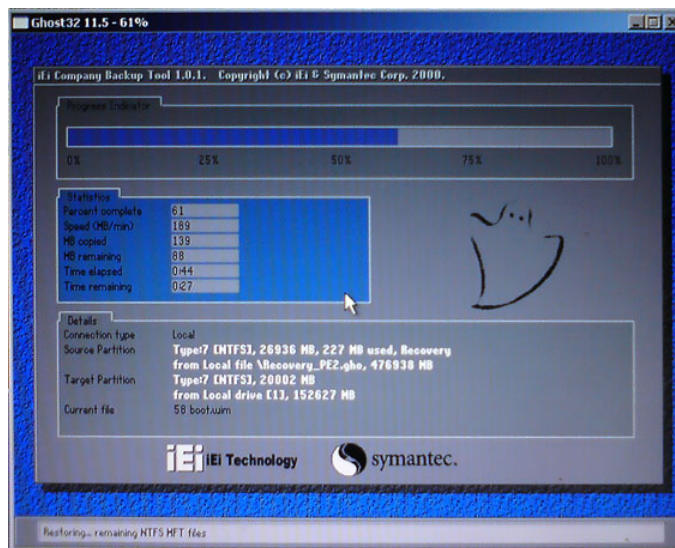 Ghost32 11.5 - 61%
iEi Company Backup Tool 1.0.1. Copyright (c) iEi & Symantec Corp. 2000.
Progress Indicator
0% 25% 50% 75% 100%
Statistics
Percent complete 61
Speed (MB/min) 189
MB copied 139
MB remaining 88
Time elapsed 0:44
Time remaining 0:27
Details
Connection type Local
Source Partition Type:7 [NTFS], 26936 MB, 227 MB used, Recovery
from Local file \Recovery_PE2.gho, 476938 MB
Target Partition Type:7 [NTFS], 20002 MB
from Local drive [1], 152627 MB
Current file 58 boot.wim
iEi iEi Technology symantec.
Restoring... remaining NTFS MFT files